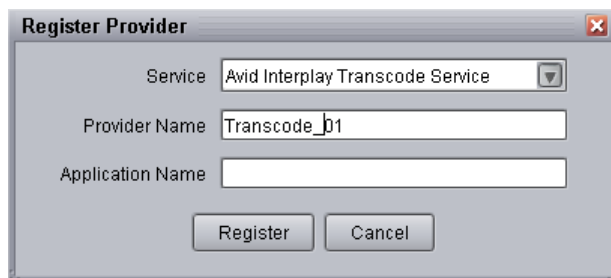 Register Provider
Service Avid Interplay Transcode Service
Provider Name Transcode_01
Application Name
Register Cancel